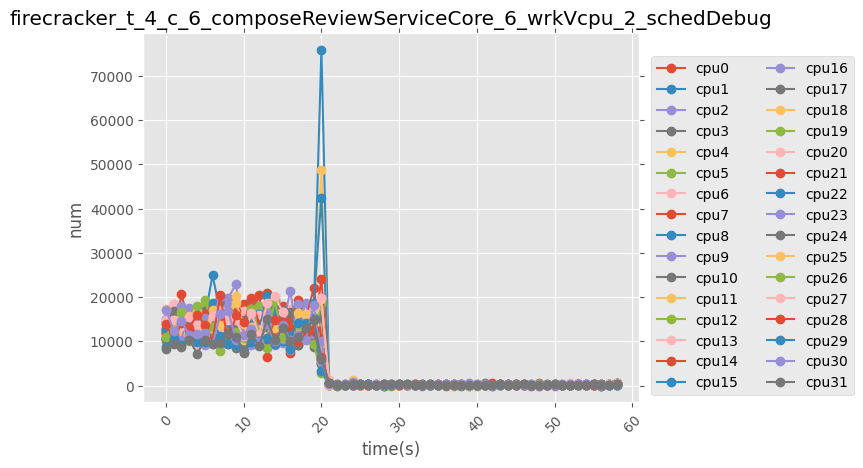 firecracker_t_4_c_6_composeReviewServiceCore_6_wrkVcpu_2_schedDebug
num
70000
60000
50000
40000
30000
20000
10000
0
0 10 20 30 40 50 60
time(s)
cpu0 cpu16
cpu1 cpu17
cpu2 cpu18
cpu3 cpu19
cpu4 cpu20
cpu5 cpu21
cpu6 cpu22
cpu7 cpu23
cpu8 cpu24
cpu9 cpu25
cpu10 cpu26
cpu11 cpu27
cpu12 cpu28
cpu13 cpu29
cpu14 cpu30
cpu15 cpu31